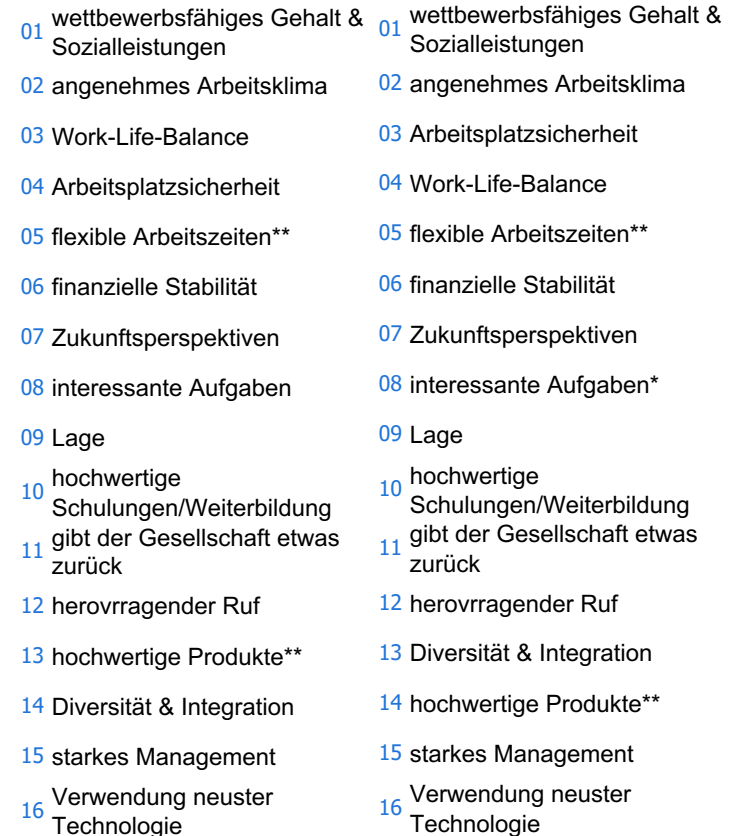 01 wettbewerbsfähiges Gehalt &
Sozialleistungen
02 angenehmes Arbeitsklima
03 Work-Life-Balance
04 Arbeitsplatzsicherheit
05 flexible Arbeitszeiten**
06 finanzielle Stabilität
07 Zukunftsperspektiven
08 interessante Aufgaben
09 Lage
10 hochwertige
Schulungen/Weiterbildung
11 gibt der Gesellschaft etwas
zurück
12 herovrragender Ruf
13 hochwertige Produkte**
14 Diversität & Integration
15 starkes Management
16 Verwendung neuster
Technologie
01 wettbewerbsfähiges Gehalt &
Sozialleistungen
02 angenehmes Arbeitsklima
03 Arbeitsplatzsicherheit
04 Work-Life-Balance
05 flexible Arbeitszeiten**
06 finanzielle Stabilität
07 Zukunftsperspektiven
08 interessante Aufgaben*
09 Lage
10 hochwertige
Schulungen/Weiterbildung
11 gibt der Gesellschaft etwas
zurück
12 herovrragender Ruf
13 Diversität & Integration
14 hochwertige Produkte**
15 starkes Management
16 Verwendung neuster
Technologie